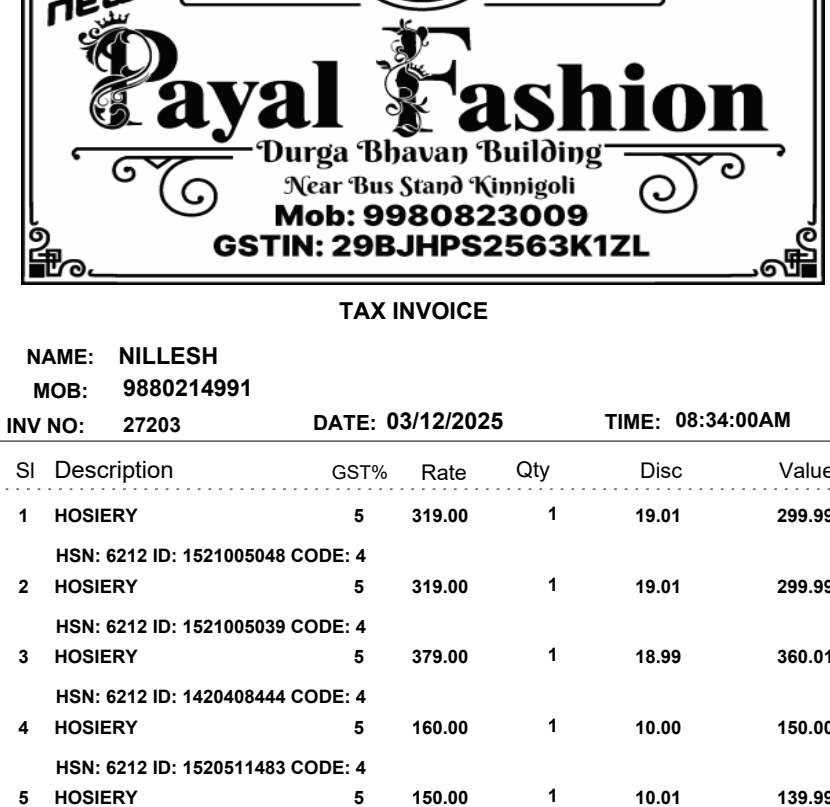 new
Payal Fashion
Durga Bhavan Building
Near Bus Stand Kinnigoli
Mob: 9980823009
GSTIN: 29BJHPS2563K1ZL
TAX INVOICE
NAME: NILLESH
MOB: 9880214991
INV NO: 27203 DATE: 03/12/2025 TIME: 08:34:00AM
Sl Description GST% Rate Qty Disc Value
1 HOSIERY 5 319.00 1 19.01 299.99
HSN: 6212 ID: 1521005048 CODE: 4
2 HOSIERY 5 319.00 1 19.01 299.99
HSN: 6212 ID: 1521005039 CODE: 4
3 HOSIERY 5 379.00 1 18.99 360.01
HSN: 6212 ID: 1420408444 CODE: 4
4 HOSIERY 5 160.00 1 10.00 150.00
HSN: 6212 ID: 1520511483 CODE: 4
5 HOSIERY 5 150.00 1 10.01 139.99